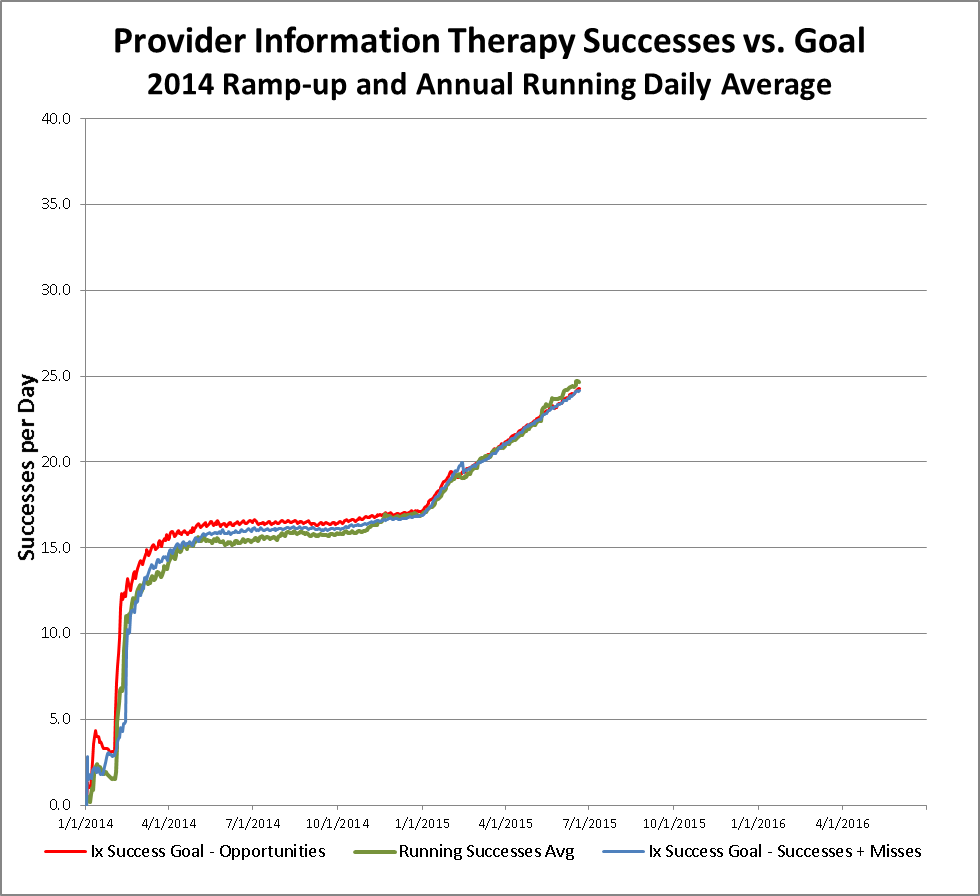 Provider Information Therapy Successes vs. Goal
2014 Ramp-up and Annual Running Daily Average
40.0
35.0
30.0
25.0
20.0
15.0
10.0
5.0
0.0
Successes per Day
1/1/2014 4/1/2014 7/1/2014 10/1/2014 1/1/2015 4/1/2015 7/1/2015 10/1/2015 1/1/2016 4/1/2016
Ix Success Goal - Opportunities Running Successes Avg Ix Success Goal - Successes + Misses